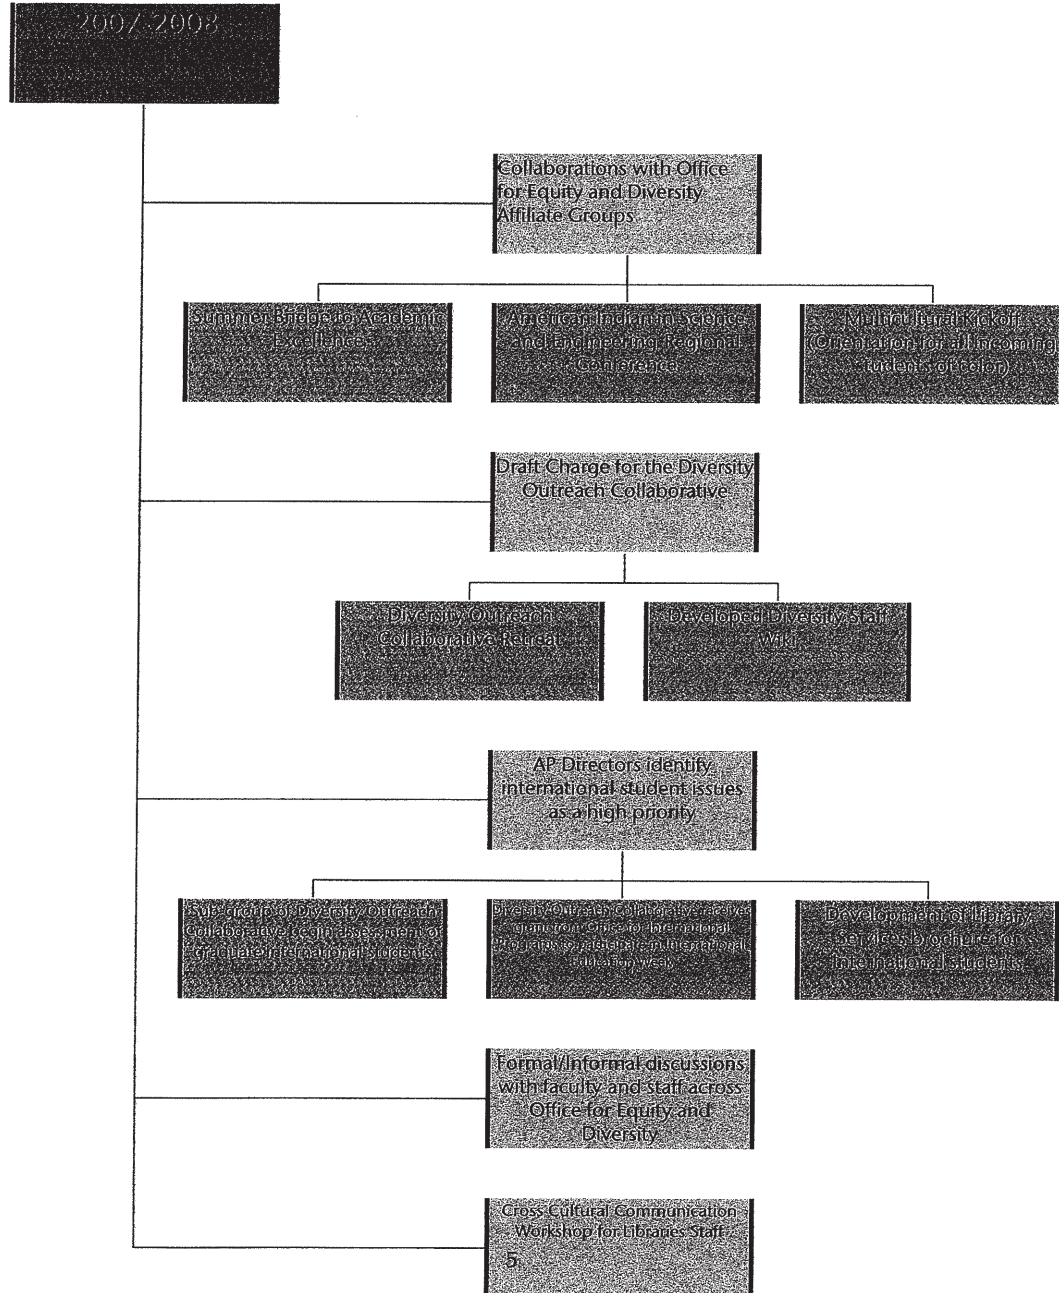 2007-2008
Collaborations with Office
for Equity and Diversity
Affiliate Groups
Summer Bridge to Academic
Excellence
American Indian in Science
and Engineering Regional
Conference
Multicultural Kickoff
(Orientation for all incoming
students of color)
Draft Charge for the Diversity
Outreach Collaborative
Diversity Outreach
Collaborative Retreat
Developed Diversity Staff
Wiki
AP Directors identify
international student issues
as a high priority
Sub-group of Diversity Outreach
Collaborative begin assessment of
graduate international students
Diversity Outreach Collaborative receive
grant from Office for International
Programs to participate in International
Education Weak
Development of Library
Services brochure for
international students
Formal/Informal discussions
with faculty and staff across
Office for Equity and
Diversity
Cross Cultural Communication
Workshop for Libraries Staff
5